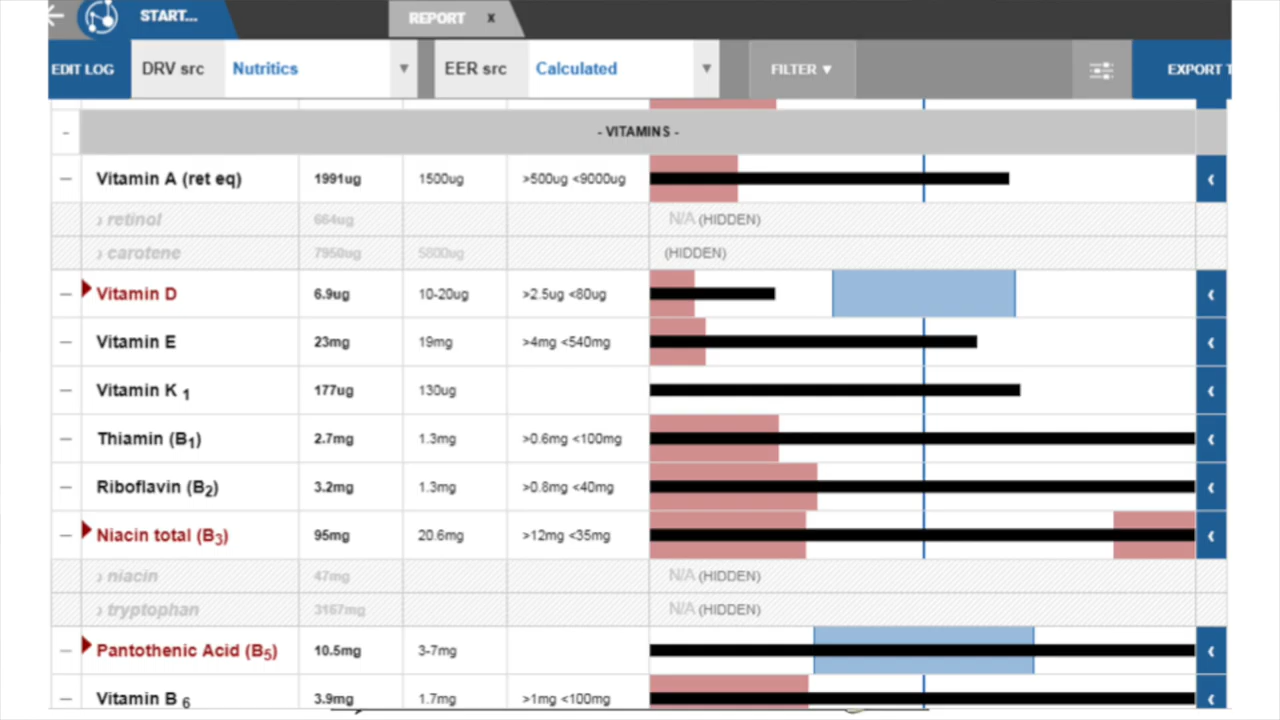 START... REPORT x
EDIT LOG DRV src Nutritics ▼ EER src Calculated ▼ FILTER ▼ EXPORT
- - VITAMINS -
– Vitamin A (ret eq) 1991ug 1500ug >500ug <9000ug ‹
› retinol 664ug N/A (HIDDEN)
› carotene 7950ug 5800ug (HIDDEN)
– Vitamin D 6.9ug 10-20ug >2.5ug <80ug ‹
– Vitamin E 23mg 19mg >4mg <540mg ‹
– Vitamin K 1 177ug 130ug ‹
– Thiamin (B1) 2.7mg 1.3mg >0.6mg <100mg ‹
– Riboflavin (B2) 3.2mg 1.3mg >0.8mg <40mg ‹
– Niacin total (B3) 95mg 20.6mg >12mg <35mg ‹
› niacin 47mg N/A (HIDDEN)
› tryptophan 3167mg N/A (HIDDEN)
– Pantothenic Acid (B5) 10.5mg 3-7mg ‹
– Vitamin B 6 3.9mg 1.7mg >1mg <100mg ‹